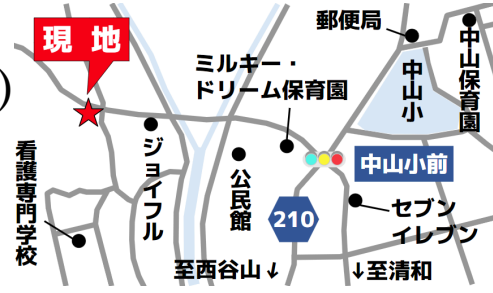 現地
)
郵便局
中山小
中山保育園
ミルキー・
ドリーム保育園
ジョイフル
公民館
看護専門学校
中山小前
210
セブン
イレブン
至西谷山↓
↓至清和